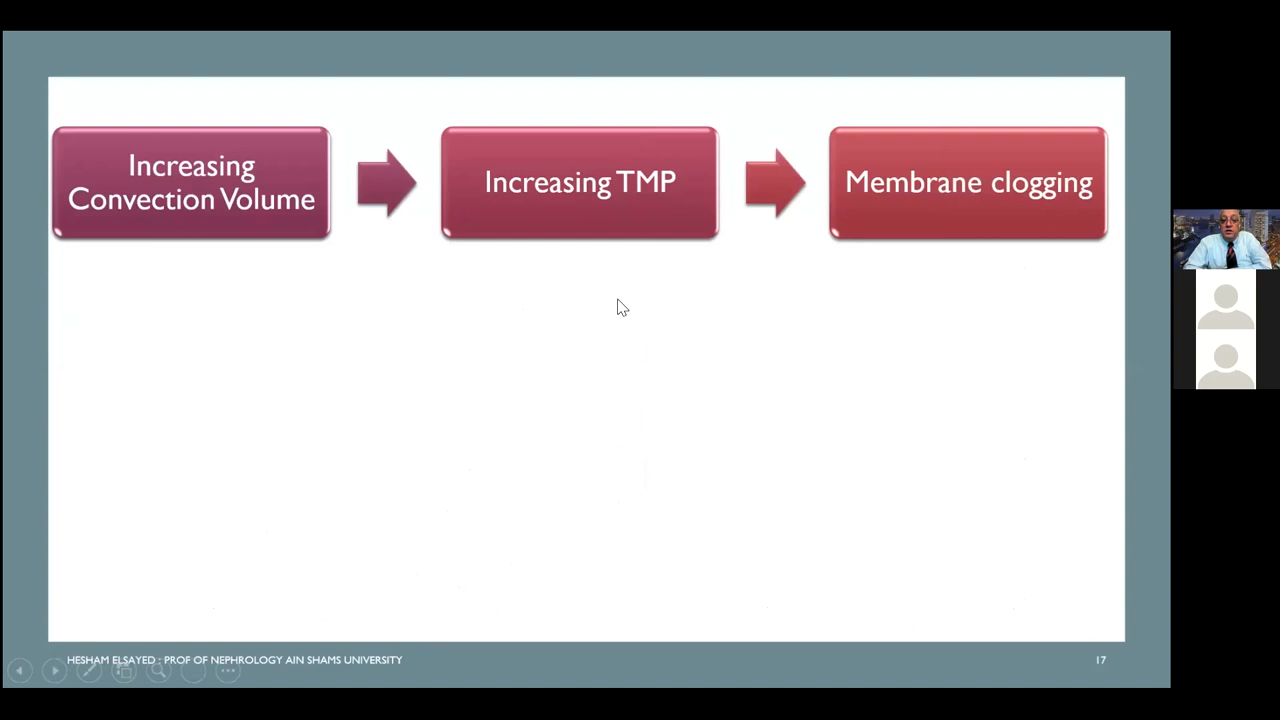 Increasing
Convection Volume
Increasing TMP
Membrane clogging
HESHAM ELSAYED : PROF OF NEPHROLOGY AIN SHAMS UNIVERSITY
17